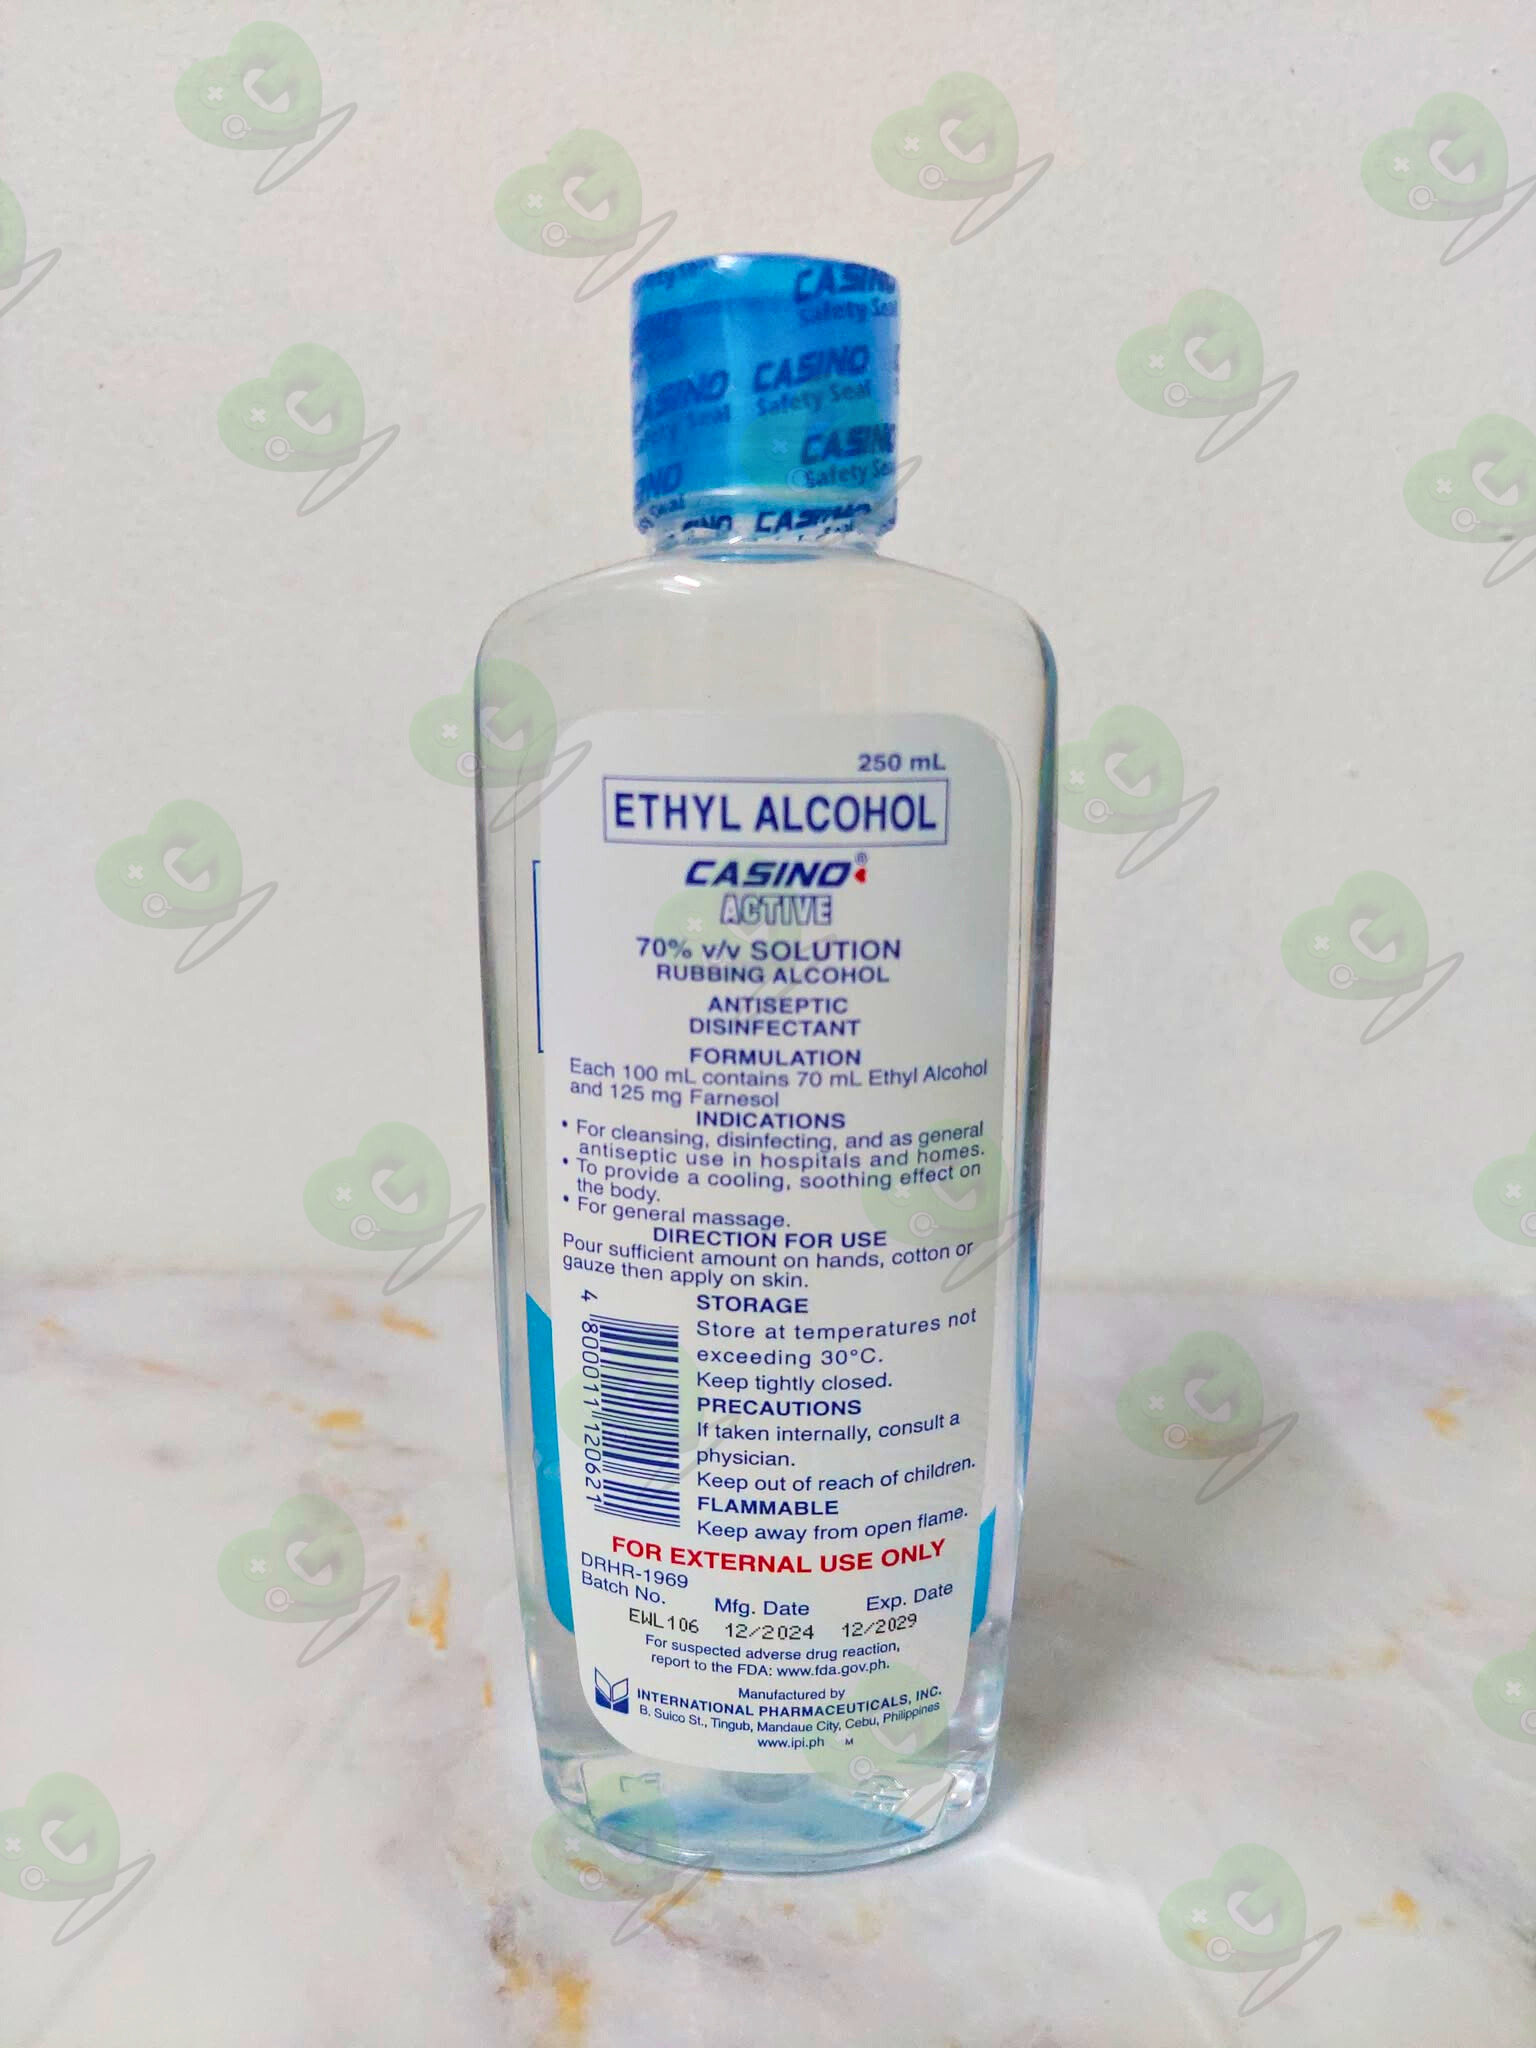 CASINO
Safety Seal
CASINO
Safety Seal
CASINO
Safety Seal
CASINO
Safety Seal
CASINO
250 mL
ETHYL ALCOHOL
CASINO®
ACTIVE
70% v/v SOLUTION
RUBBING ALCOHOL
ANTISEPTIC
DISINFECTANT
FORMULATION
Each 100 mL contains 70 mL Ethyl Alcohol
and 125 mg Farnesol
INDICATIONS
• For cleansing, disinfecting, and as general
antiseptic use in hospitals and homes.
• To provide a cooling, soothing effect on
the body.
• For general massage.
DIRECTION FOR USE
Pour sufficient amount on hands, cotton or
gauze then apply on skin.
STORAGE
Store at temperatures not
exceeding 30°C.
Keep tightly closed.
PRECAUTIONS
If taken internally, consult a
physician.
Keep out of reach of children.
FLAMMABLE
Keep away from open flame.
4 800011 120621
FOR EXTERNAL USE ONLY
DRHR-1969
Batch No. Mfg. Date Exp. Date
EWL106 12/2024 12/2029
For suspected adverse drug reaction,
report to the FDA: www.fda.gov.ph.
Manufactured by
INTERNATIONAL PHARMACEUTICALS, INC.
B. Suico St., Tingub, Mandaue City, Cebu, Philippines
www.ipi.ph M